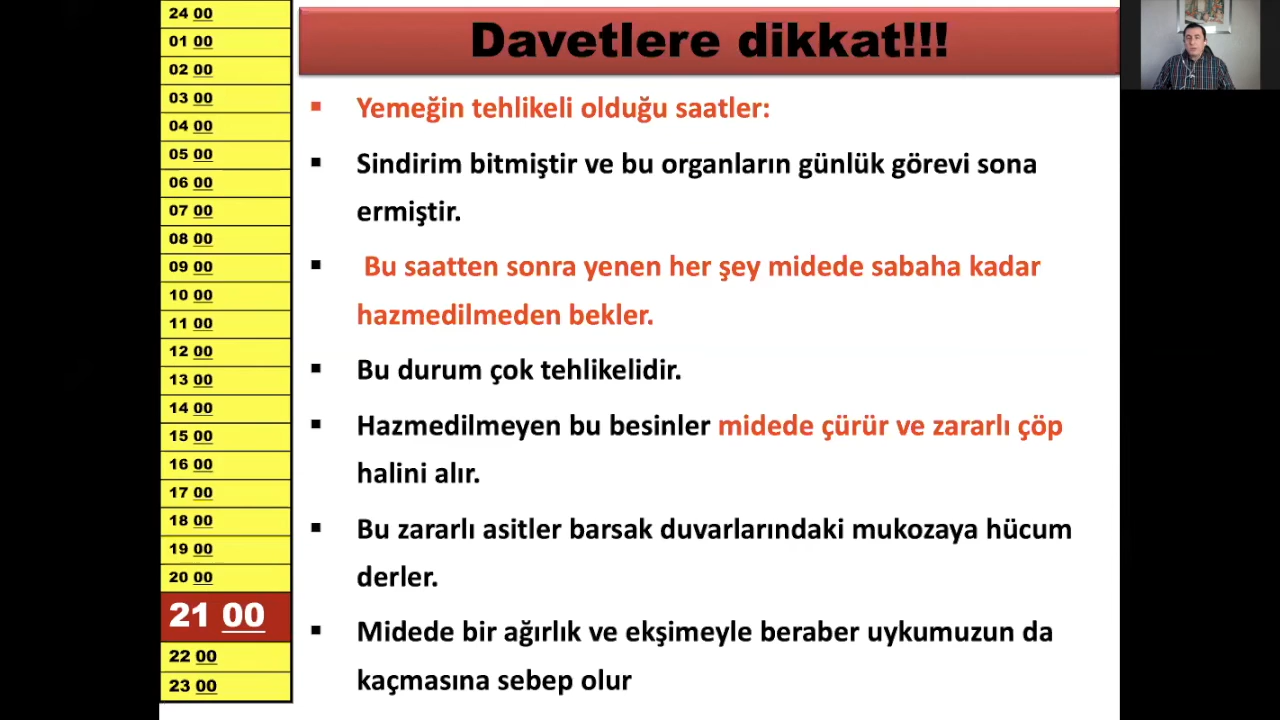 24 00
01 00
02 00
03 00
04 00
05 00
06 00
07 00
08 00
09 00
10 00
11 00
12 00
13 00
14 00
15 00
16 00
17 00
18 00
19 00
20 00
21 00
22 00
23 00
Davetlere dikkat!!!
▪ Yemeğin tehlikeli olduğu saatler:
▪ Sindirim bitmiştir ve bu organların günlük görevi sona
ermiştir.
▪ Bu saatten sonra yenen her şey midede sabaha kadar
hazmedilmeden bekler.
▪ Bu durum çok tehlikelidir.
▪ Hazmedilmeyen bu besinler midede çürür ve zararlı çöp
halini alır.
▪ Bu zararlı asitler barsak duvarlarındaki mukozaya hücum
derler.
▪ Midede bir ağırlık ve ekşimeyle beraber uykumuzun da
kaçmasına sebep olur